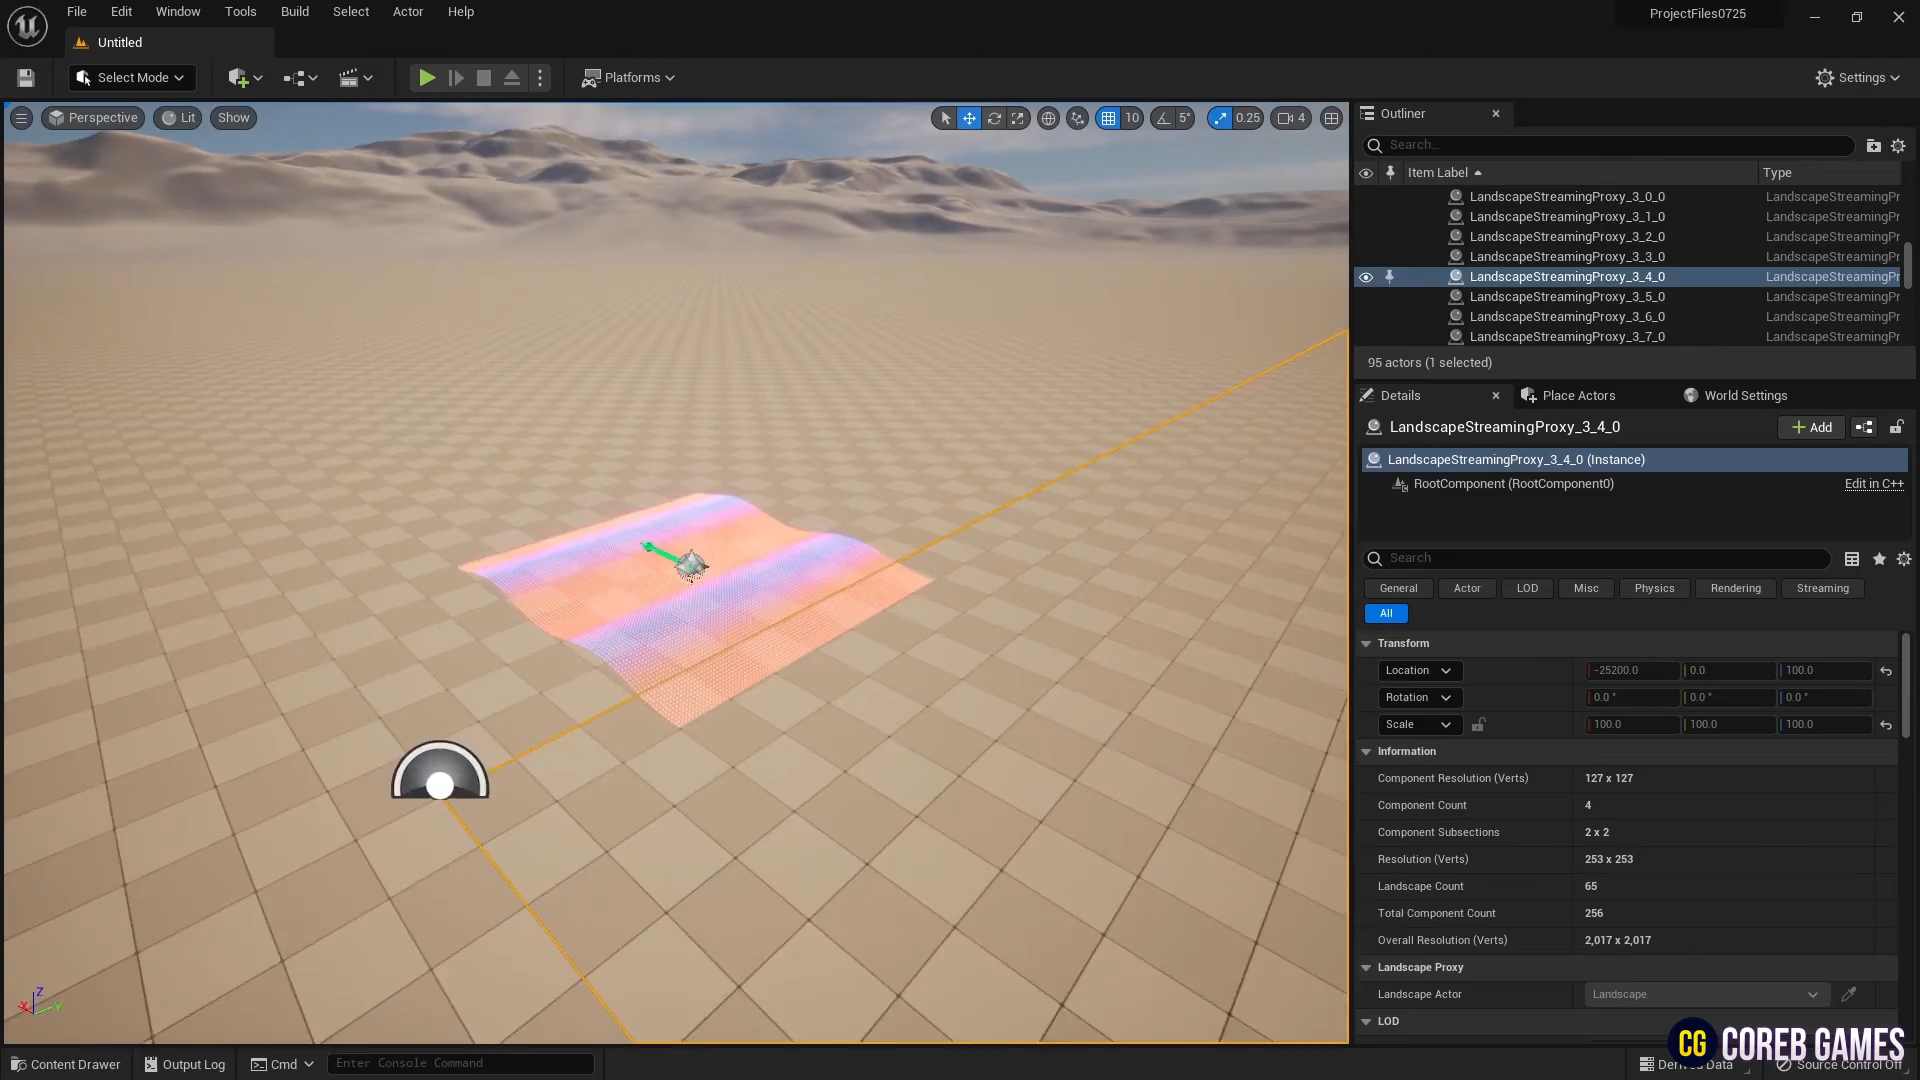 File Edit Window Tools Build Select Actor Help
ProjectFiles0725
Untitled
Select Mode
Platforms
Settings
Perspective
Lit
Show
10
5°
0.25
4
Outliner
Search...
Item Label
Type
LandscapeStreamingProxy_3_0_0 LandscapeStreamingPr
LandscapeStreamingProxy_3_1_0 LandscapeStreamingPr
LandscapeStreamingProxy_3_2_0 LandscapeStreamingPr
LandscapeStreamingProxy_3_3_0 LandscapeStreamingPr
LandscapeStreamingProxy_3_4_0 LandscapeStreamingPr
LandscapeStreamingProxy_3_5_0 LandscapeStreamingPr
LandscapeStreamingProxy_3_6_0 LandscapeStreamingPr
LandscapeStreamingProxy_3_7_0 LandscapeStreamingPr
95 actors (1 selected)
Details
Place Actors
World Settings
LandscapeStreamingProxy_3_4_0
Add
LandscapeStreamingProxy_3_4_0 (Instance)
RootComponent (RootComponent0)
Edit in C++
Search
General Actor LOD Misc Physics Rendering Streaming
All
Transform
Location -25200.0 0.0 100.0
Rotation 0.0 ° 0.0 ° 0.0 °
Scale 100.0 100.0 100.0
Information
Component Resolution (Verts) 127 x 127
Component Count 4
Component Subsections 2 x 2
Resolution (Verts) 253 x 253
Landscape Count 65
Total Component Count 256
Overall Resolution (Verts) 2,017 x 2,017
Landscape Proxy
Landscape Actor Landscape
LOD
Z
X
Y
CG COREB GAMES
Content Drawer
Output Log
Cmd
Enter Console Command
Derived Data
Source Control Off